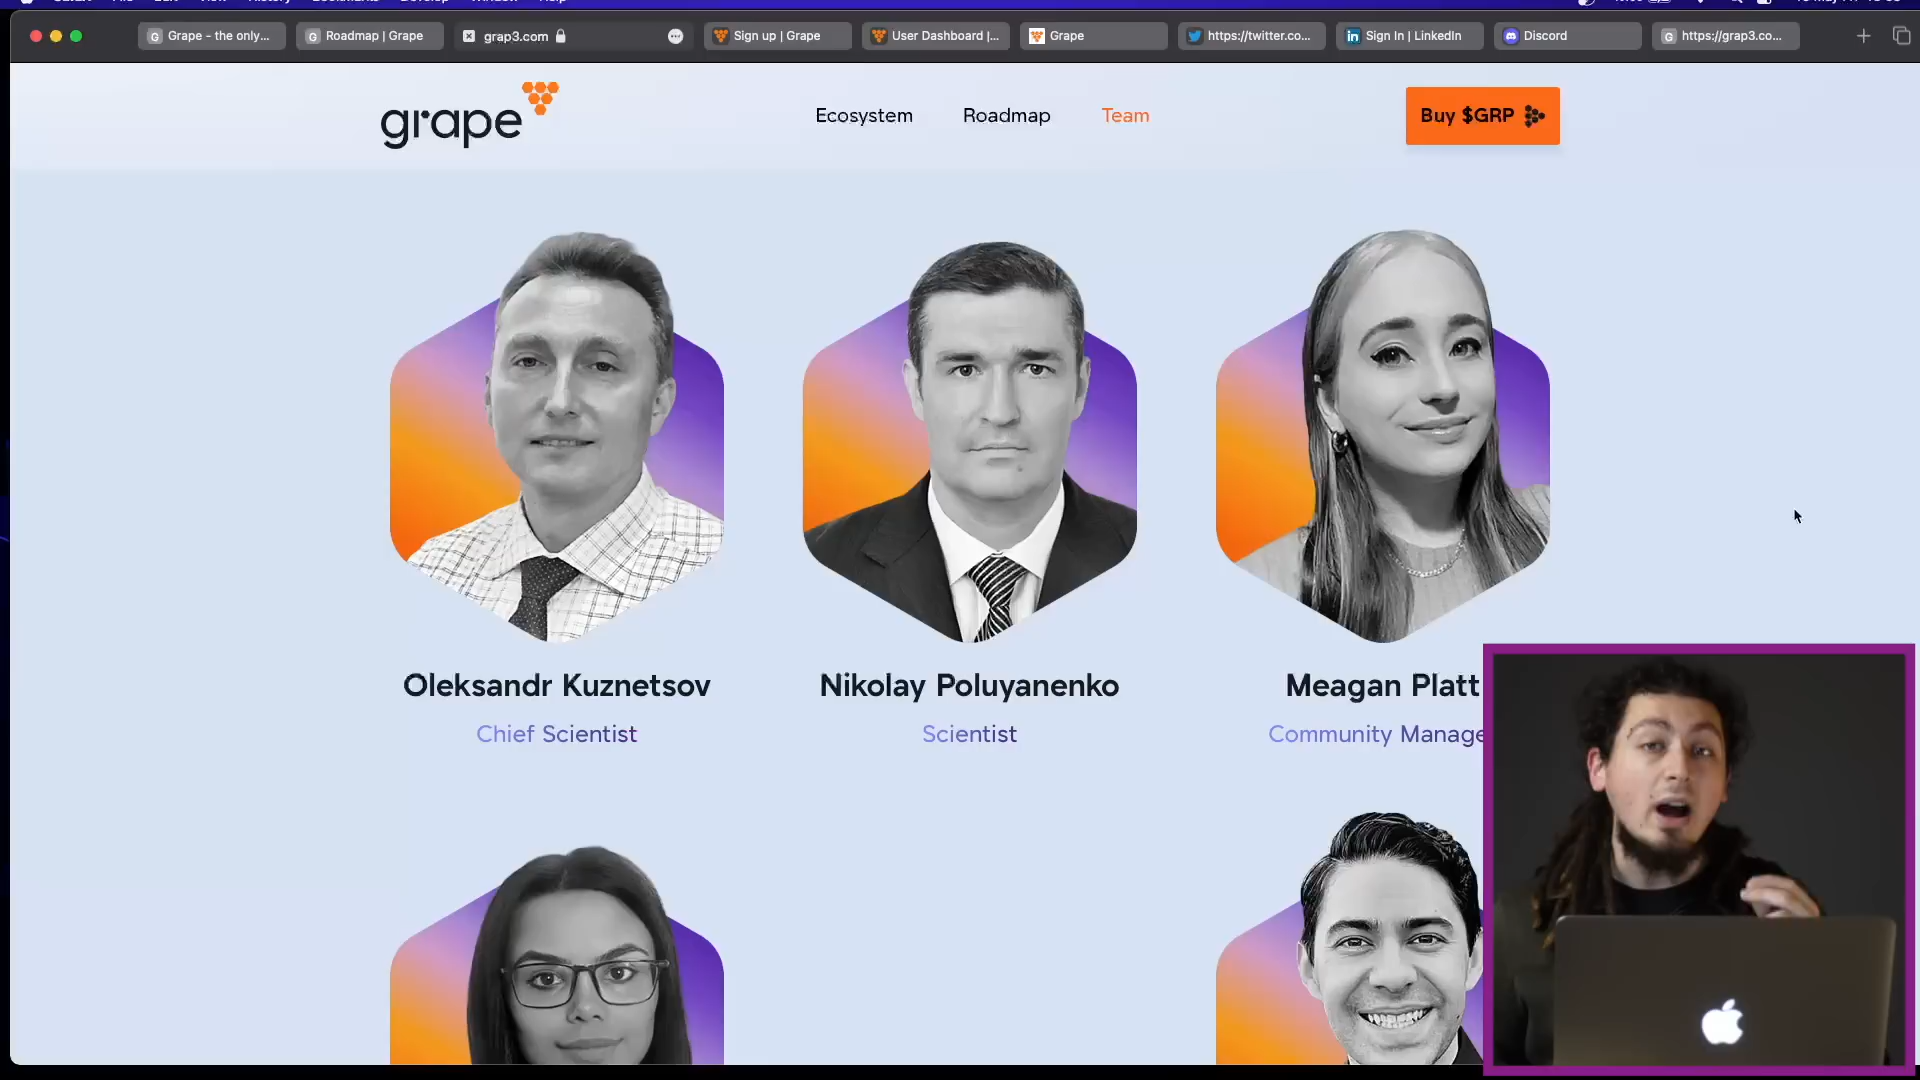 Grape - the only...
Roadmap | Grape
grap3.com
Sign up | Grape
User Dashboard |...
Grape
https://twitter.co...
Sign In | LinkedIn
Discord
https://grap3.co...
grape
Ecosystem
Roadmap
Team
Buy $GRP
Oleksandr Kuznetsov
Chief Scientist
Nikolay Poluyanenko
Scientist
Meagan Platt
Community Manage